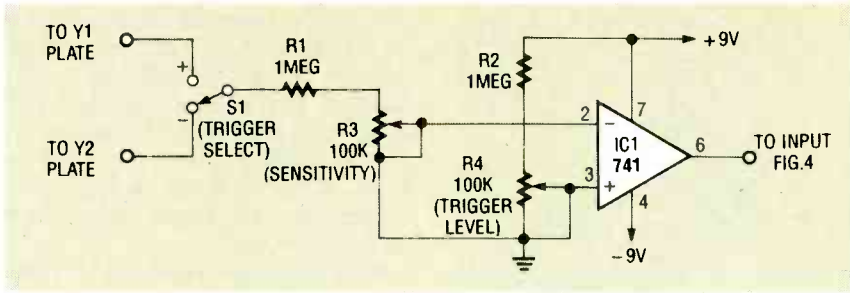 TO Y1
PLATE
+
−
TO Y2
PLATE
S1
(TRIGGER
SELECT)
R1
1MEG
R3
100K
(SENSITIVITY)
R2
1MEG
R4
100K
(TRIGGER
LEVEL)
+9V
2
−
7
IC1
741
3
+
4
6
−9V
TO INPUT
FIG.4